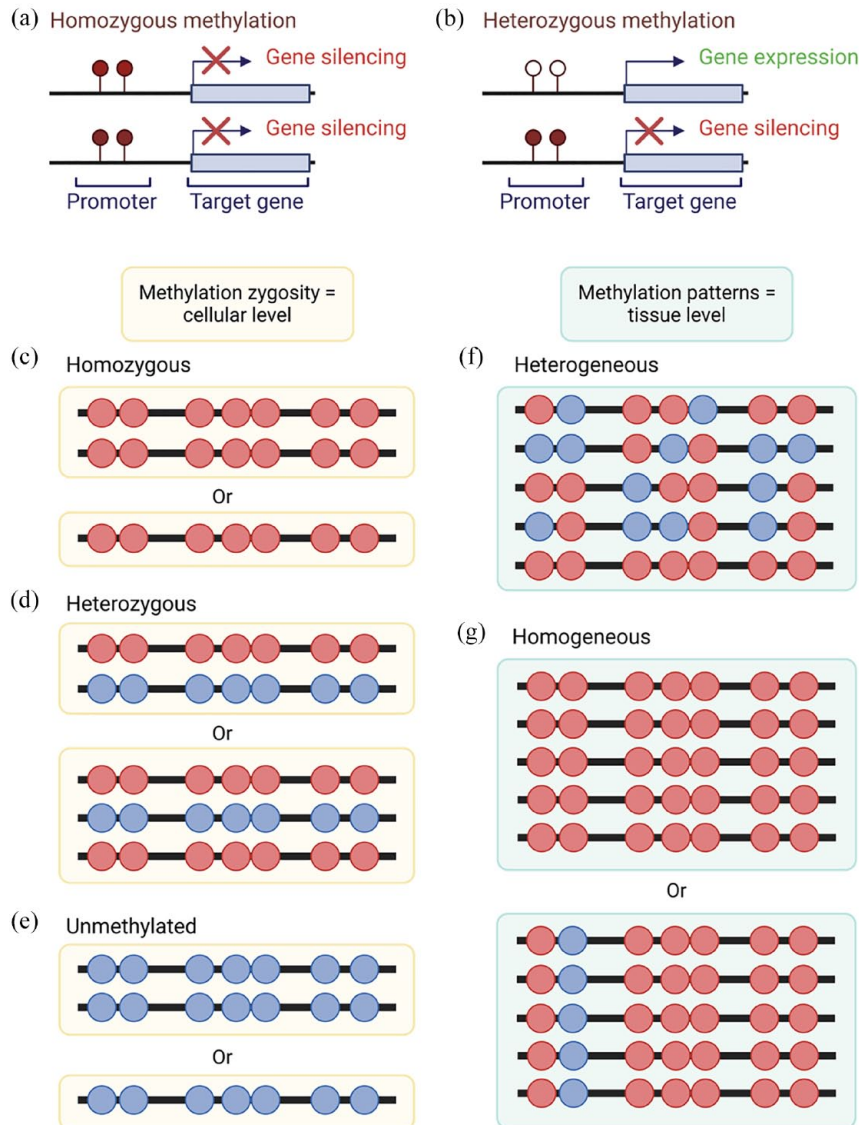 (a) Homozygous methylation
Gene silencing
Gene silencing
Promoter Target gene
(b) Heterozygous methylation
Gene expression
Gene silencing
Promoter Target gene
Methylation zygosity =
cellular level
(c) Homozygous
Or
(d) Heterozygous
Or
(e) Unmethylated
Or
Methylation patterns =
tissue level
(f) Heterogeneous
(g) Homogeneous
Or